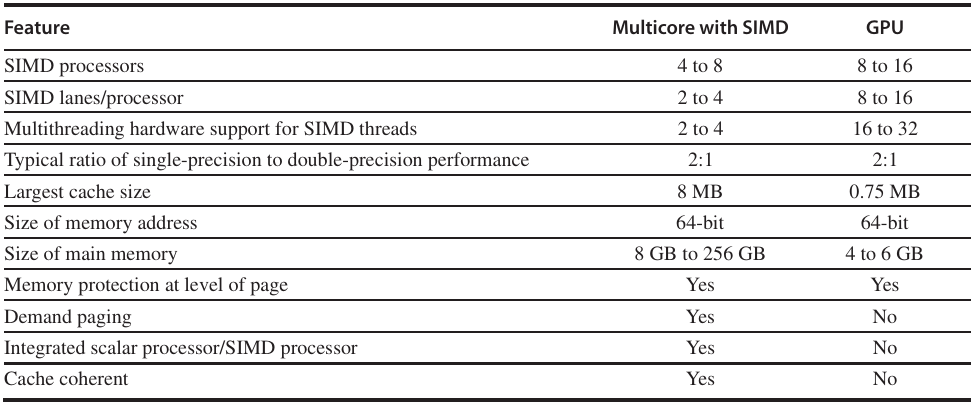 Feature Multicore with SIMD GPU
SIMD processors 4 to 8 8 to 16
SIMD lanes/processor 2 to 4 8 to 16
Multithreading hardware support for SIMD threads 2 to 4 16 to 32
Typical ratio of single-precision to double-precision performance 2:1 2:1
Largest cache size 8 MB 0.75 MB
Size of memory address 64-bit 64-bit
Size of main memory 8 GB to 256 GB 4 to 6 GB
Memory protection at level of page Yes Yes
Demand paging Yes No
Integrated scalar processor/SIMD processor Yes No
Cache coherent Yes No